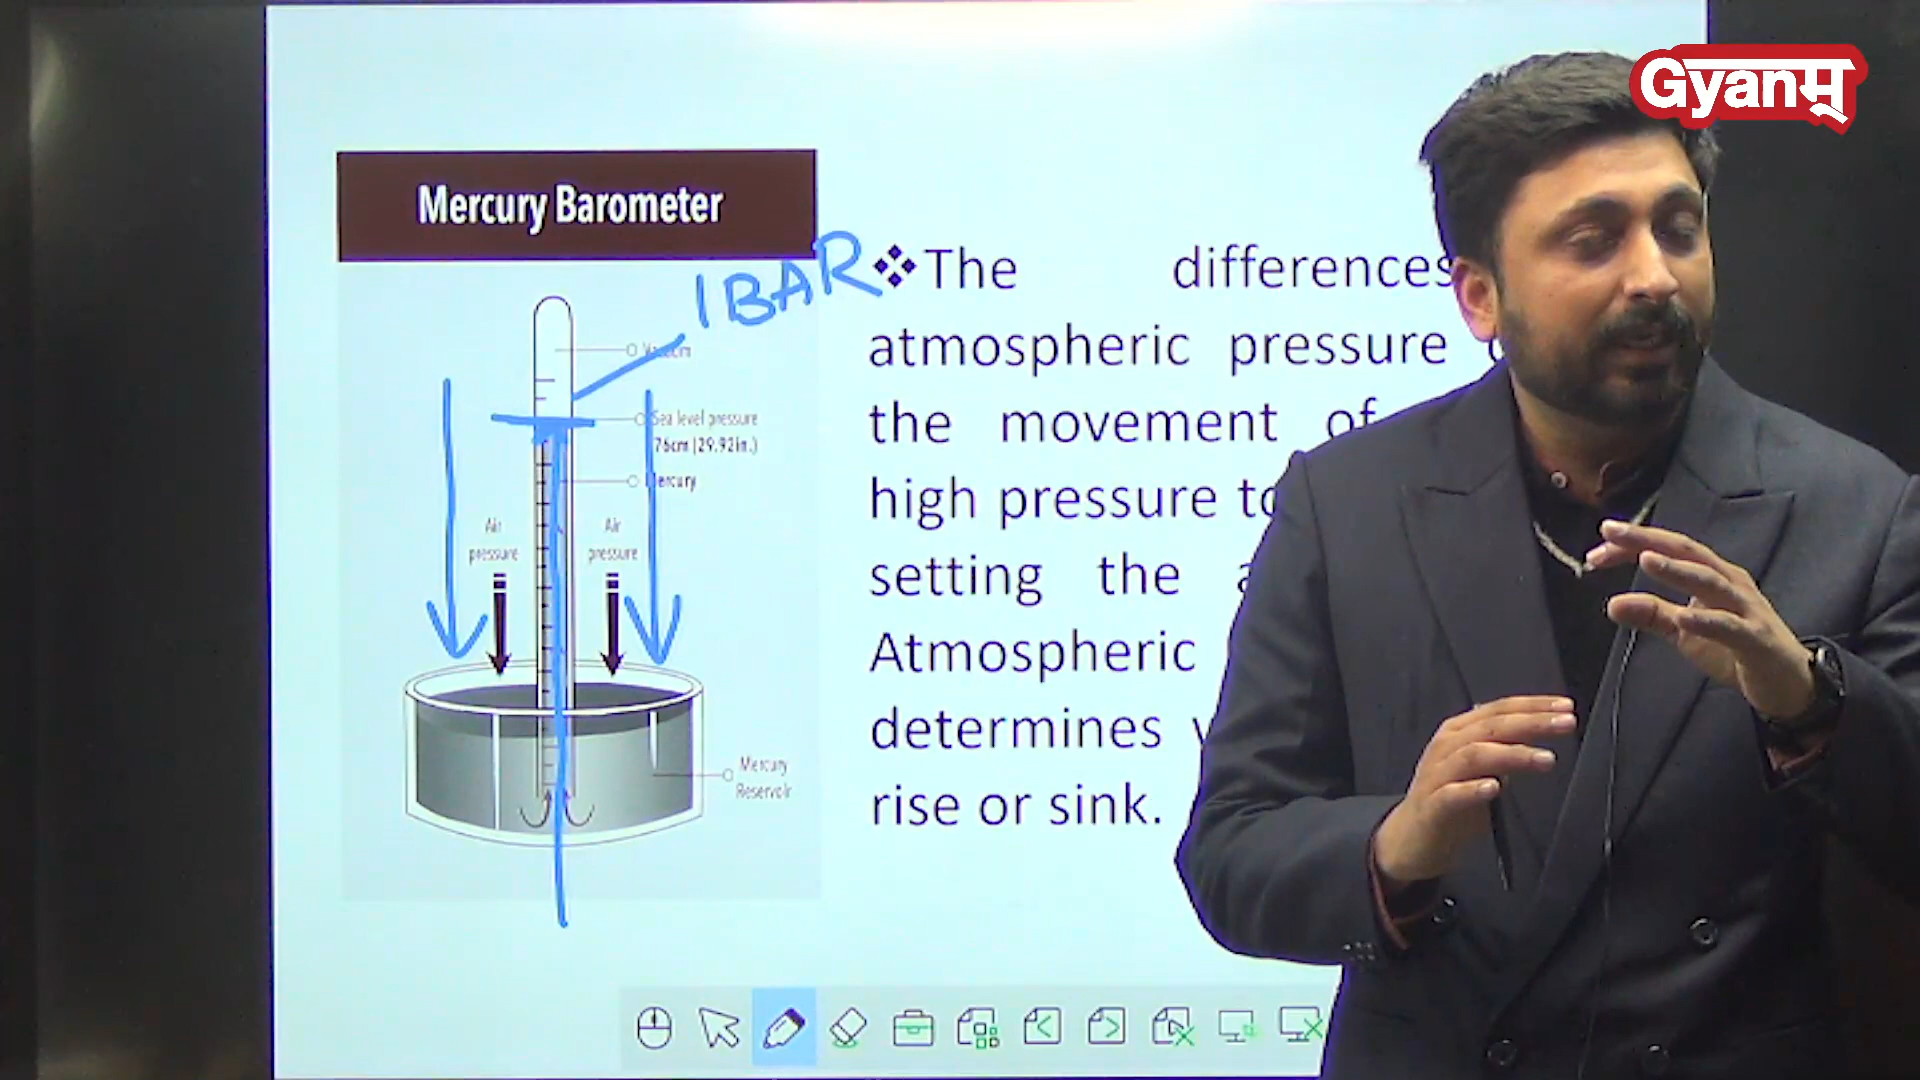 Gyanम्
Mercury Barometer
1 BAR
Sea level pressure
76cm (29.92in.)
Mercury
Air
pressure
Air
pressure
Mercury
Reservoir
❖The differences
atmospheric pressure
the movement of
high pressure to
setting the
Atmospheric
determines
rise or sink.